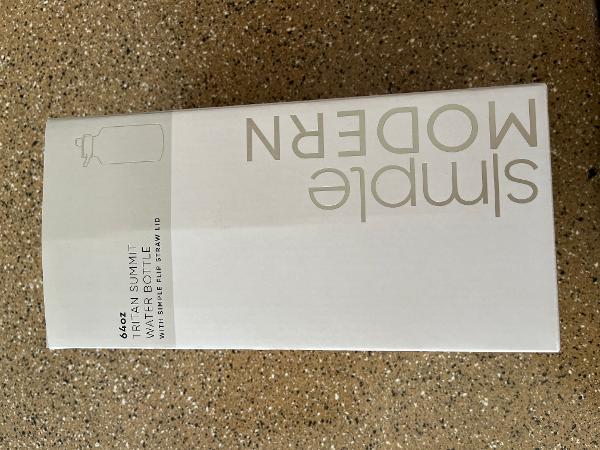 simple
MODERN
64oz
TRITAN SUMMIT
WATER BOTTLE
WITH SIMPLE FLIP STRAW LID